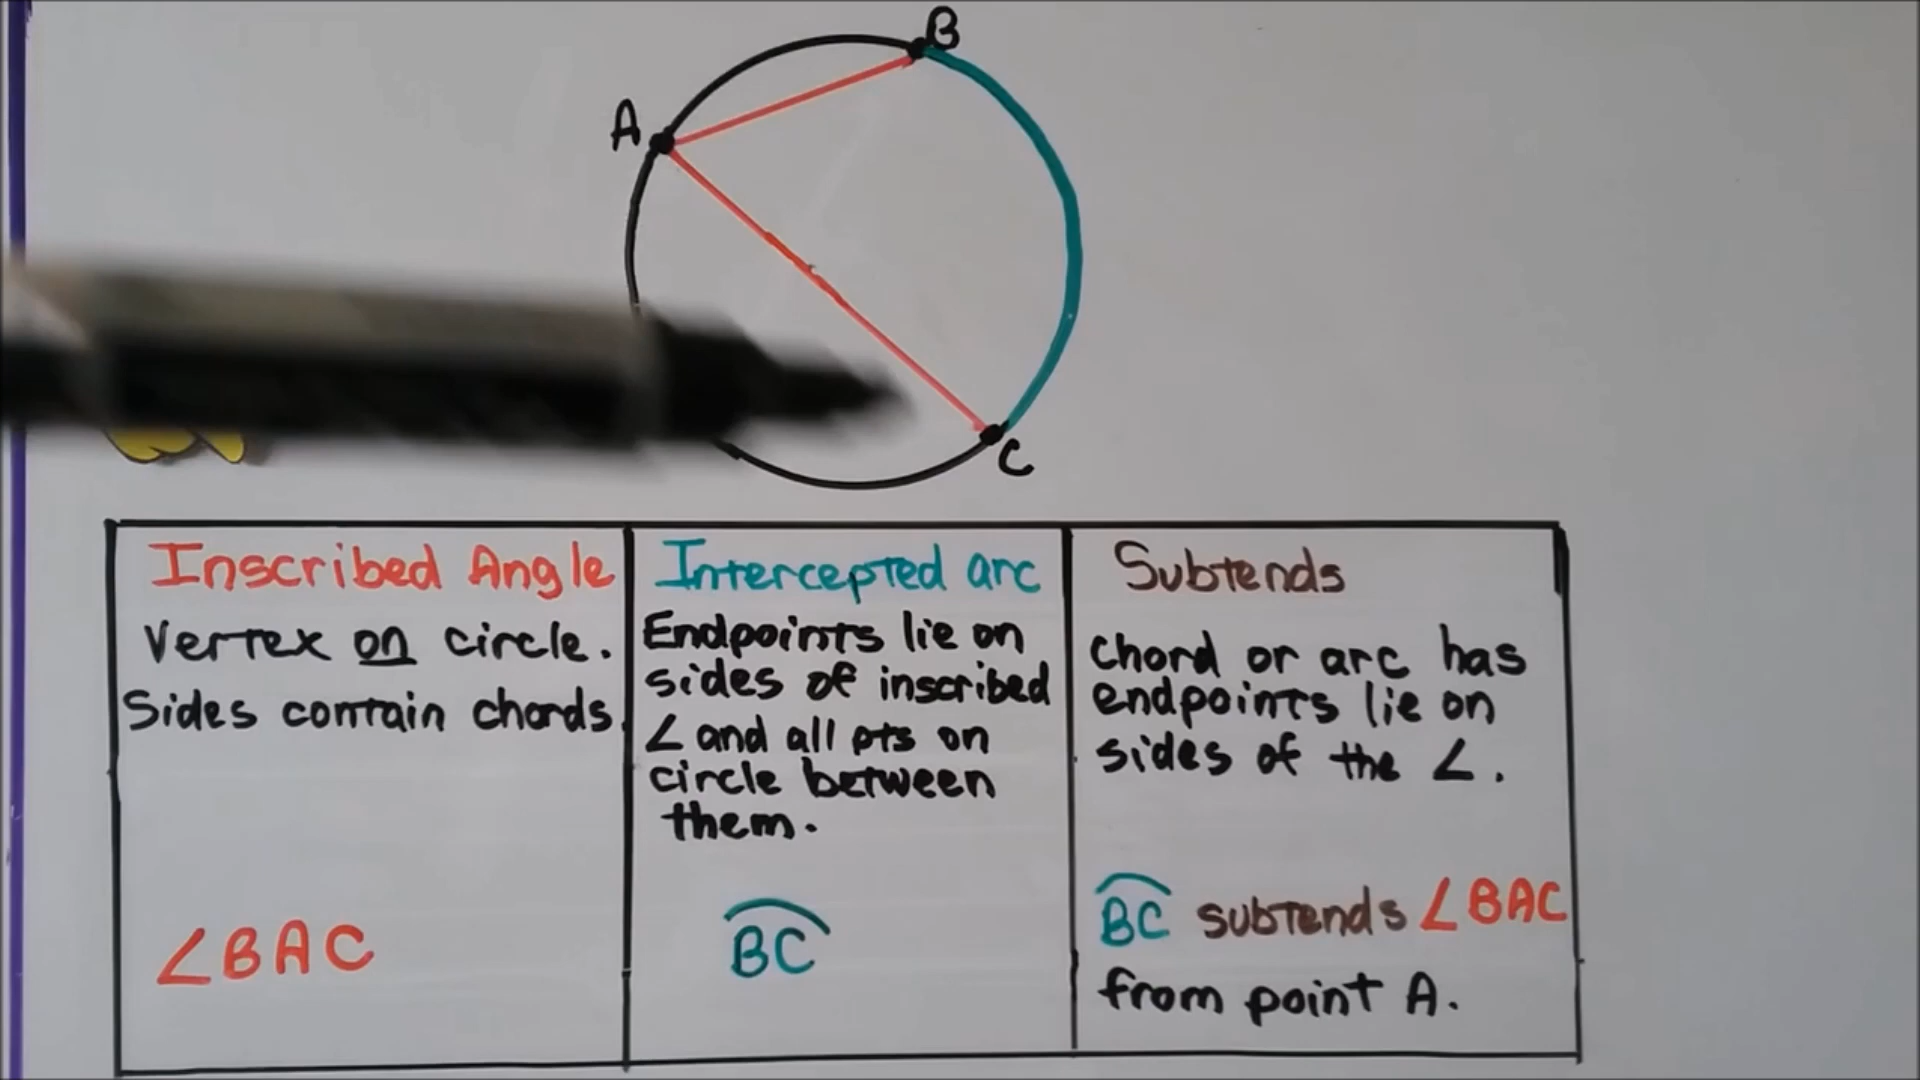 B
A
C
Inscribed Angle
Vertex on circle.
Sides contain chords.
∠BAC
Intercepted arc
Endpoints lie on
sides of inscribed
∠ and all pts on
circle between
them.
BC
Subtends
Chord or arc has
endpoints lie on
sides of the ∠.
BC subtends ∠BAC
from point A.